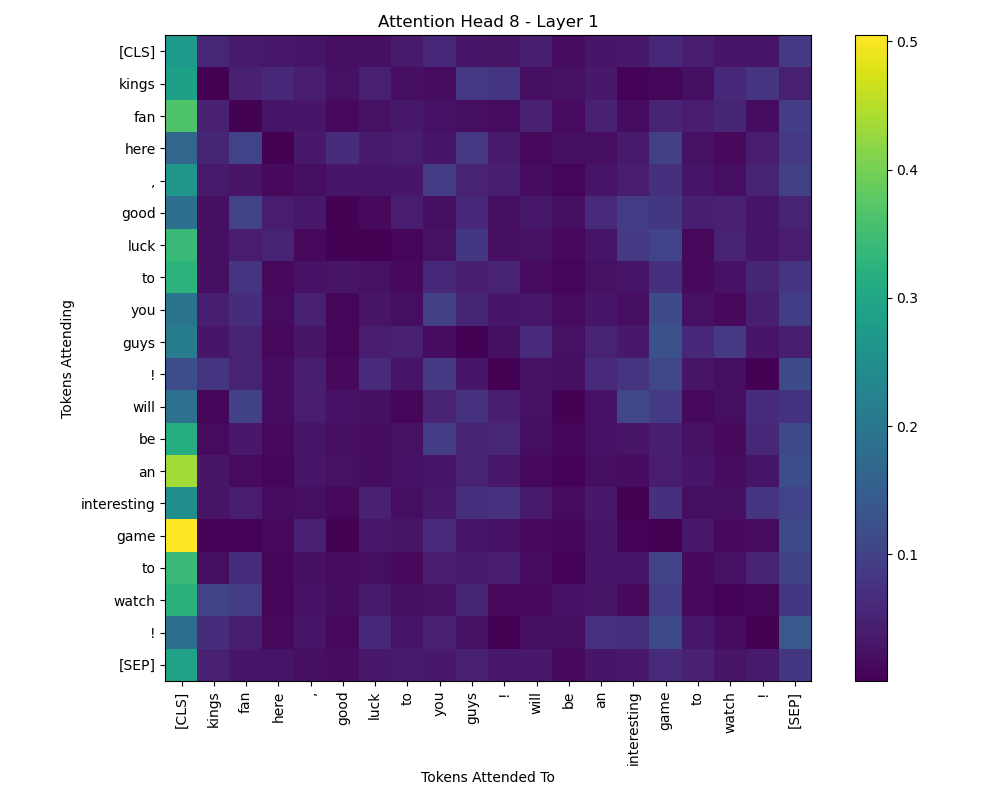 Attention Head 8 - Layer 1
Tokens Attending
[CLS]
kings
fan
here
,
good
luck
to
you
guys
!
will
be
an
interesting
game
to
watch
!
[SEP]
[CLS] kings fan here , good luck to you guys ! will be an interesting game to watch ! [SEP]
Tokens Attended To
0.5
0.4
0.3
0.2
0.1